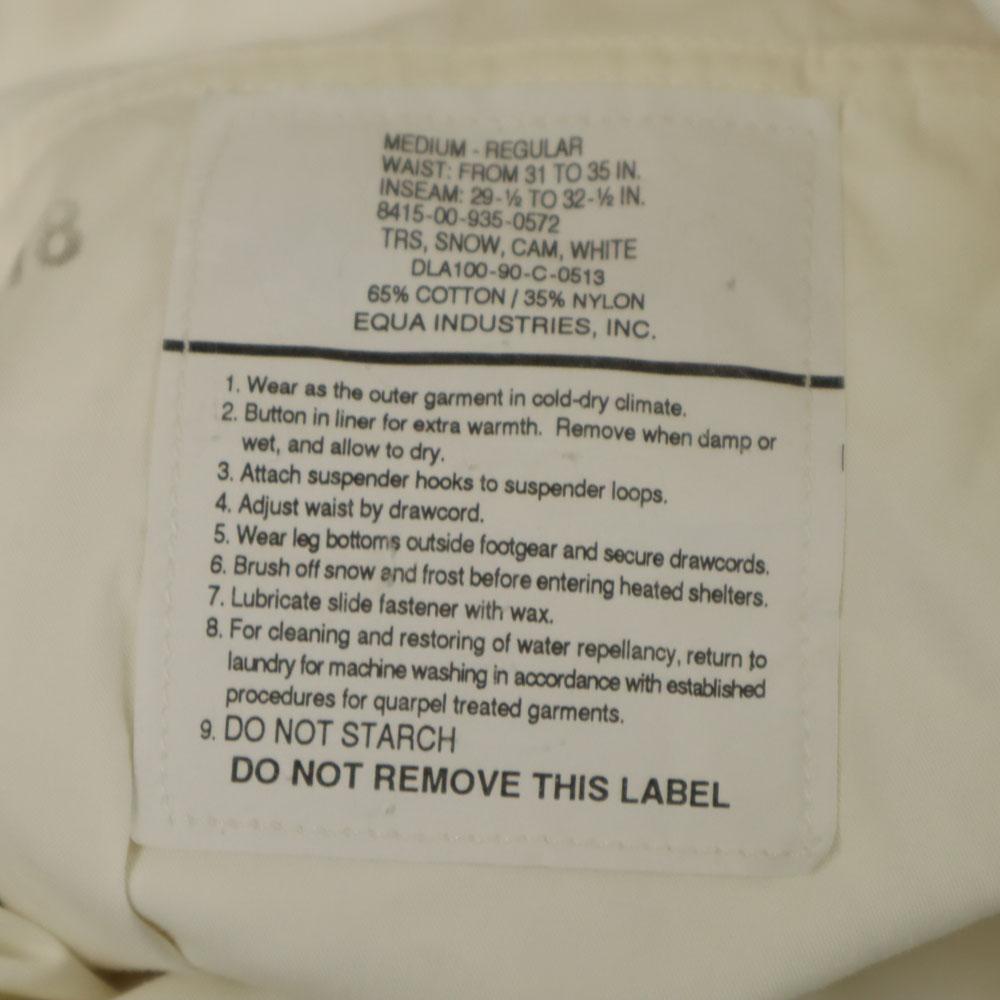 8
MEDIUM - REGULAR
WAIST: FROM 31 TO 35 IN.
INSEAM: 29-½ TO 32-½ IN.
8415-00-935-0572
TRS, SNOW, CAM, WHITE
DLA100-90-C-0513
65% COTTON / 35% NYLON
EQUA INDUSTRIES, INC.
1. Wear as the outer garment in cold-dry climate.
2. Button in liner for extra warmth. Remove when damp or
wet, and allow to dry.
3. Attach suspender hooks to suspender loops.
4. Adjust waist by drawcord.
5. Wear leg bottoms outside footgear and secure drawcords.
6. Brush off snow and frost before entering heated shelters.
7. Lubricate slide fastener with wax.
8. For cleaning and restoring of water repellancy, return to
laundry for machine washing in accordance with established
procedures for quarpel treated garments.
9. DO NOT STARCH
DO NOT REMOVE THIS LABEL